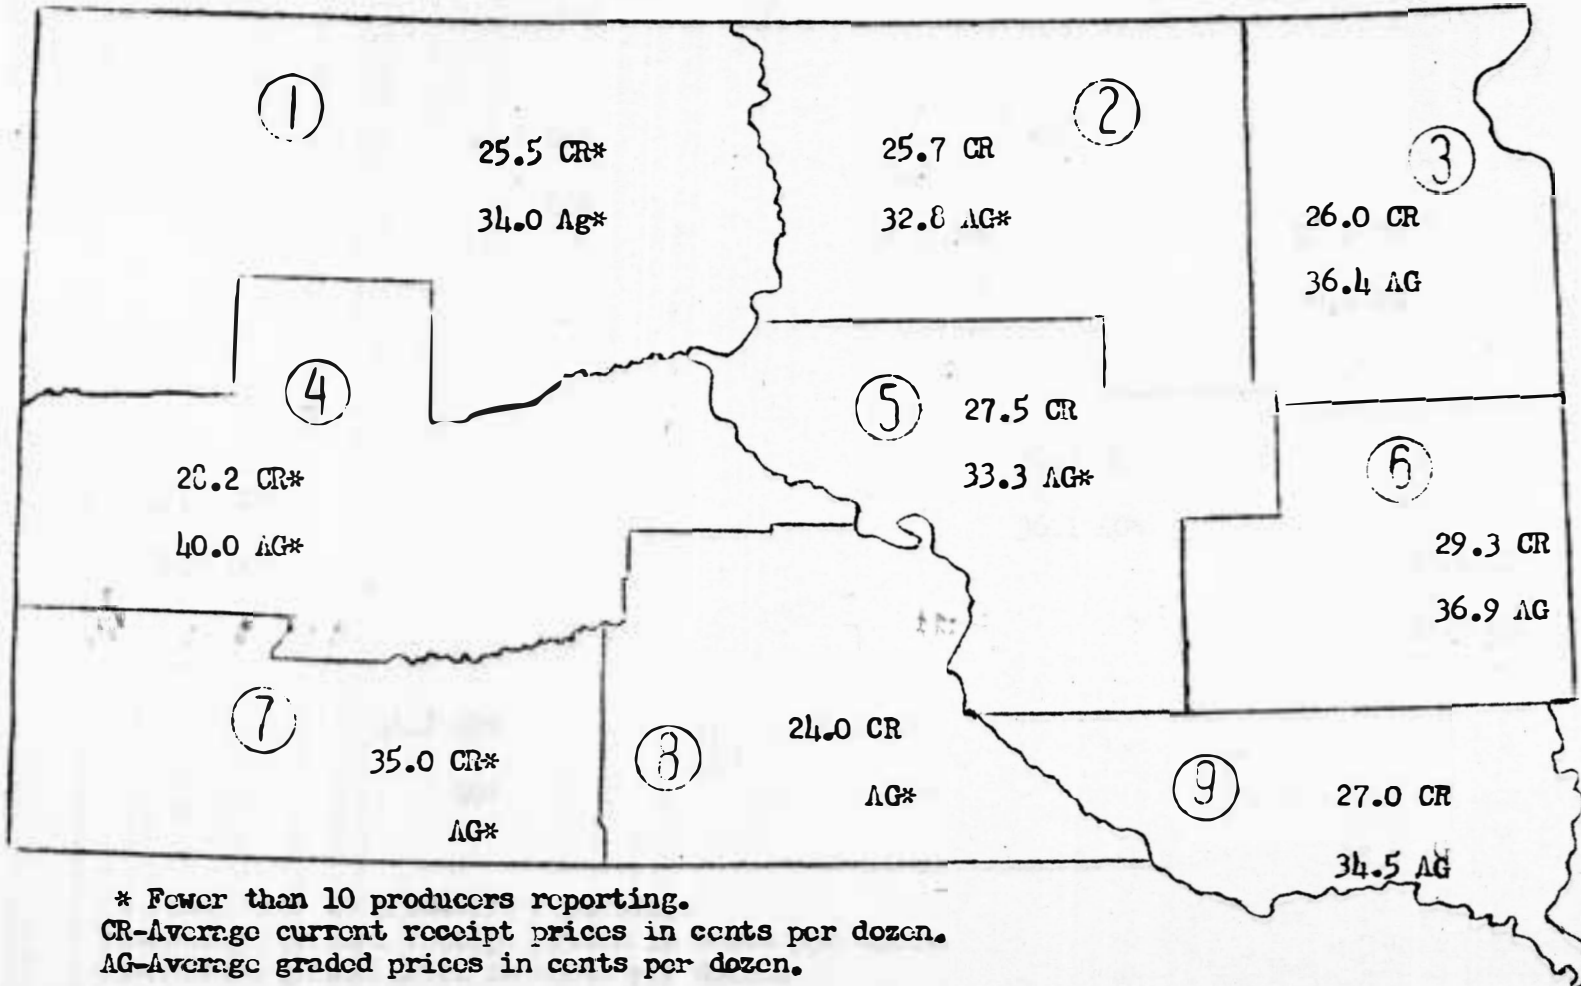 1
25.5 CR*
34.0 Ag*
2
25.7 CR
32.8 AG*
3
26.0 CR
36.4 AG
4
28.2 CR*
40.0 AG*
5
27.5 CR
33.3 AG*
6
29.3 CR
36.9 AG
7
35.0 CR*
AG*
8
24.0 CR
AG*
9
27.0 CR
34.5 AG
* Fewer than 10 producers reporting.
CR-Average current receipt prices in cents per dozen.
AG-Average graded prices in cents per dozen.